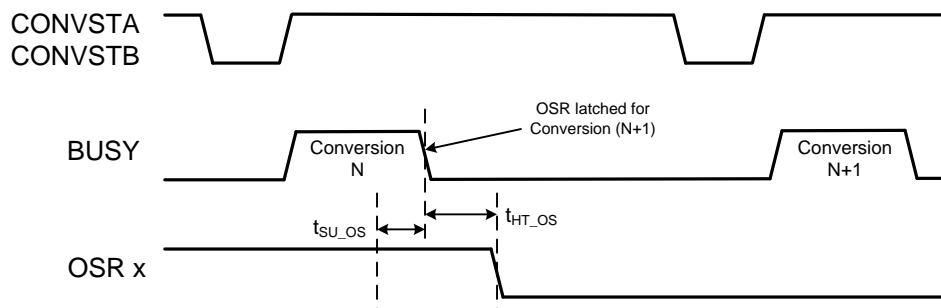 CONVSTA
CONVSTB
OSR latched for
Conversion (N+1)
BUSY
Conversion
N
Conversion
N+1
tSU_OS
tHT_OS
OSR x